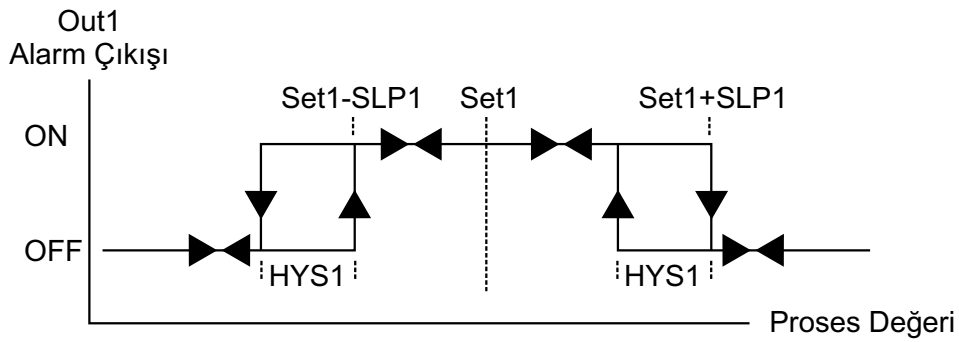 Out1
Alarm Çıkışı
Set1-SLP1 Set1 Set1+SLP1
ON
OFF
HYS1 HYS1
Proses Değeri